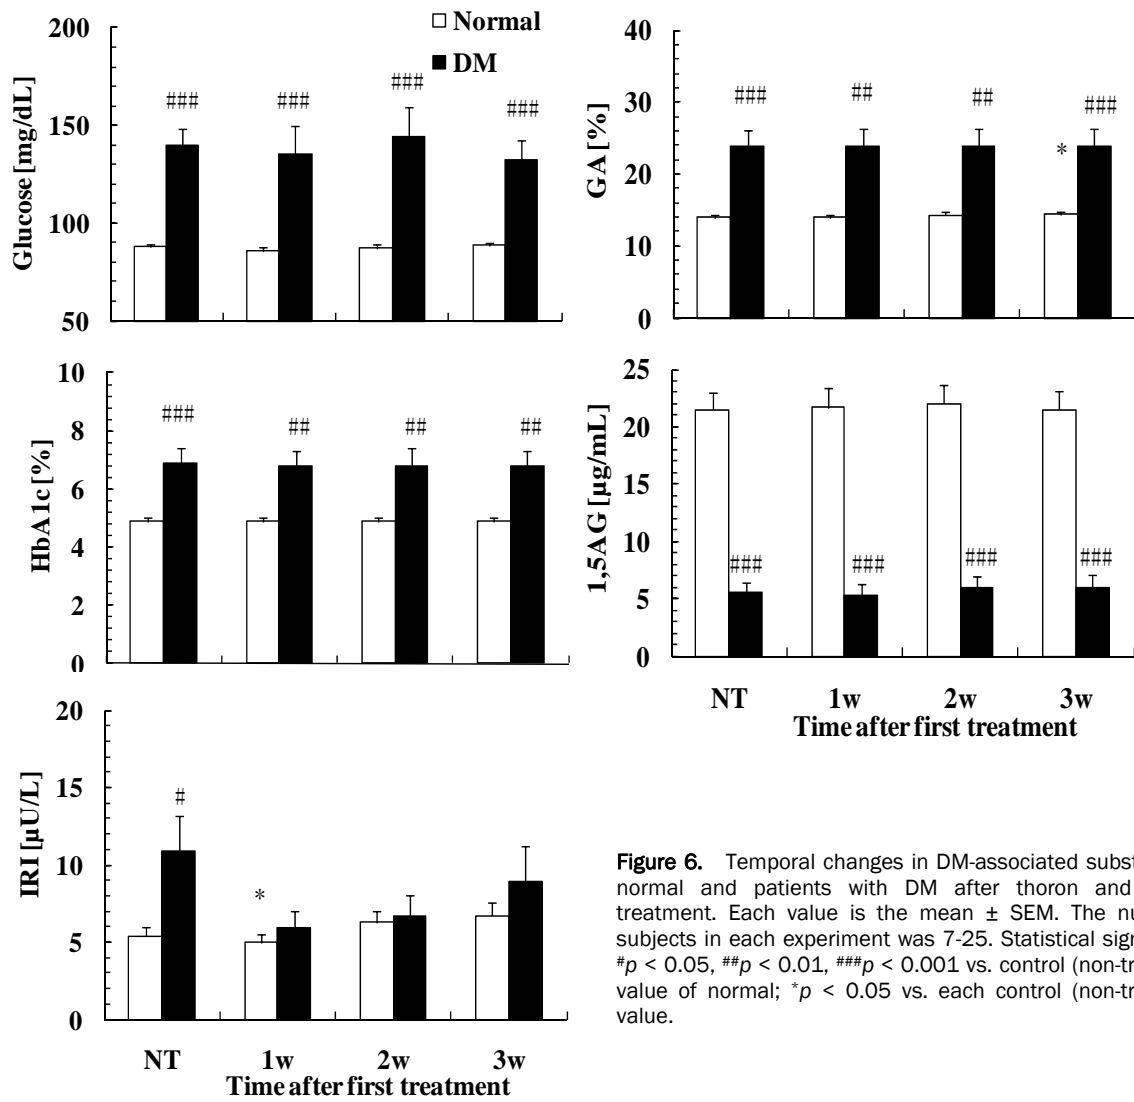 Glucose [mg/dL]
200
150
100
50
Normal
DM
###
###
###
###
GA [%]
40
30
20
10
0
###
##
##
*
###
HbA1c [%]
10
8
6
4
2
0
###
##
##
##
1,5AG [µg/mL]
25
20
15
10
5
0
###
###
###
###
NT 1w 2w 3w
Time after first treatment
IRI [µU/L]
20
15
10
5
0
#
*
NT 1w 2w 3w
Time after first treatment
Figure 6. Temporal changes in DM-associated subst
normal and patients with DM after thoron and
treatment. Each value is the mean ± SEM. The nu
subjects in each experiment was 7-25. Statistical sign
#p < 0.05, ##p < 0.01, ###p < 0.001 vs. control (non-tr
value of normal; *p < 0.05 vs. each control (non-tr
value.